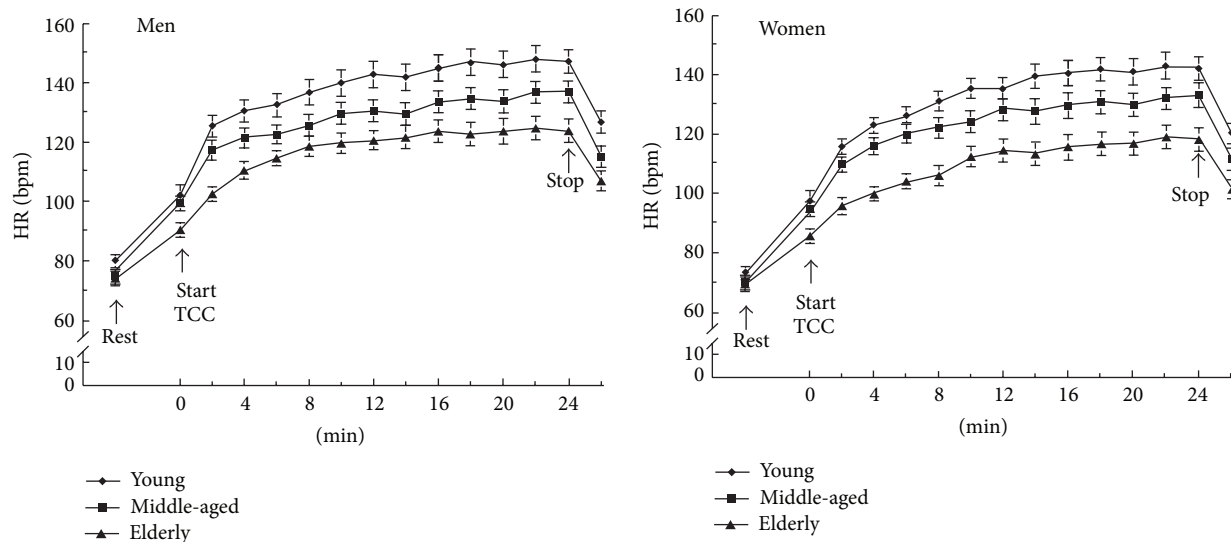 Men
HR (bpm)
160
140
120
100
80
60
10
0
Rest
Start
TCC
Stop
0 4 8 12 16 20 24
(min)
Young
Middle-aged
Elderly
Women
HR (bpm)
160
140
120
100
80
60
10
0
Rest
Start
TCC
Stop
0 4 8 12 16 20 24
(min)
Young
Middle-aged
Elderly